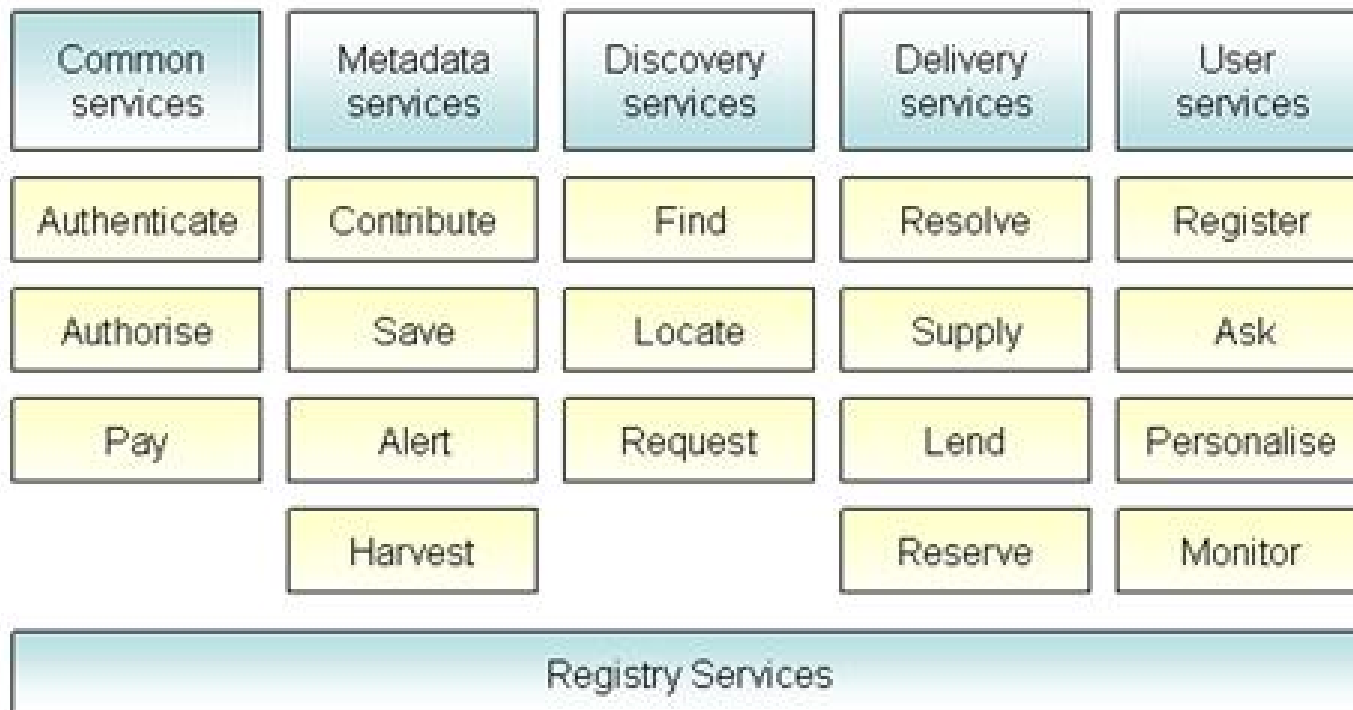 Common
services
Metadata
services
Discovery
services
Delivery
services
User
services
Authenticate
Contribute
Find
Resolve
Register
Authorise
Save
Locate
Supply
Ask
Pay
Alert
Request
Lend
Personalise
Harvest
Reserve
Monitor
Registry Services